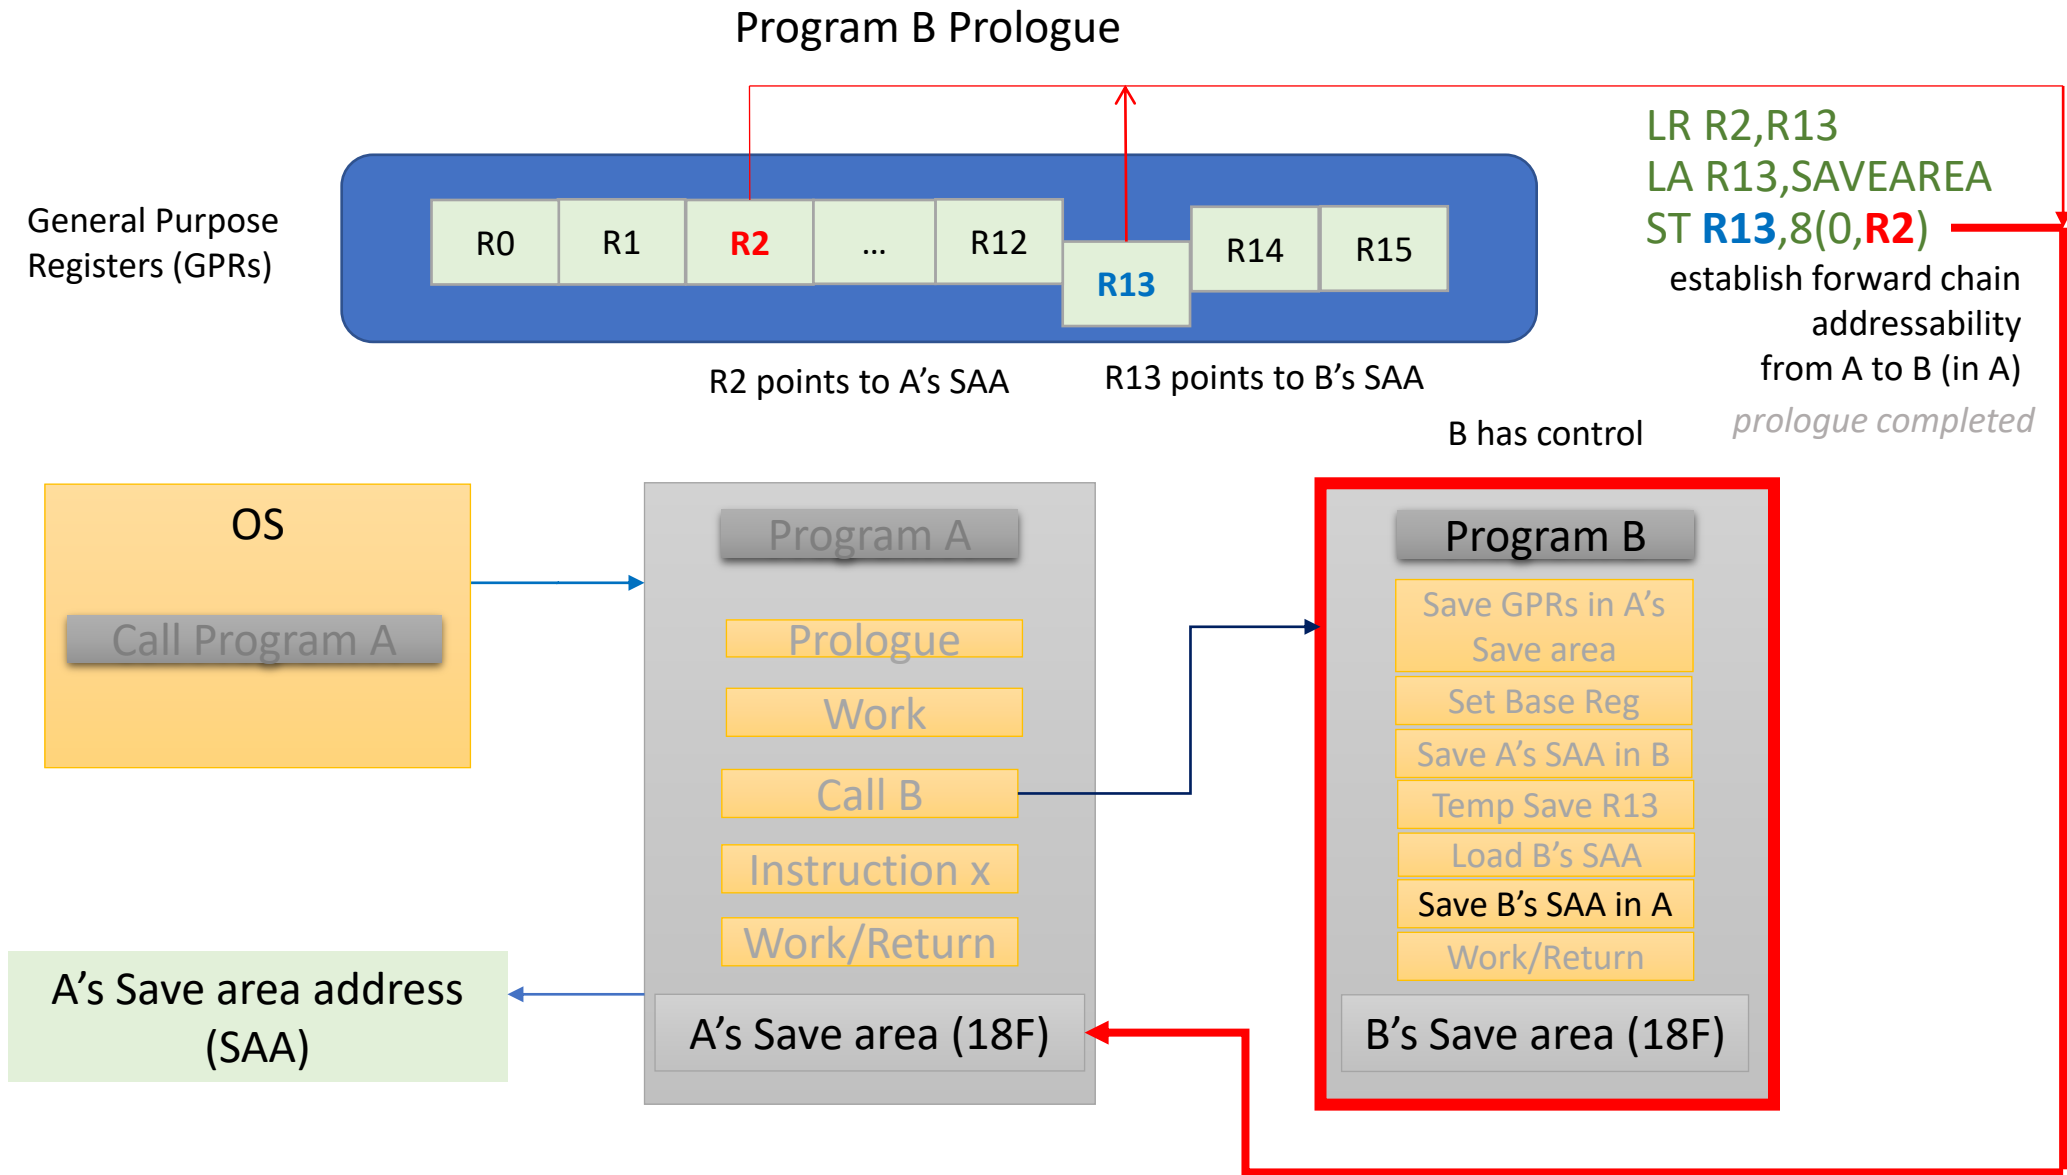 Program B Prologue
General Purpose
Registers (GPRs)
R0
R1
R2
...
R12
R13
R14
R15
LR R2,R13
LA R13,SAVEAREA
ST R13,8(0,R2)
establish forward chain
addressability
from A to B (in A)
prologue completed
R2 points to A’s SAA
R13 points to B’s SAA
B has control
OS
Call Program A
Program A
Prologue
Work
Call B
Instruction x
Work/Return
A’s Save area (18F)
A’s Save area address
(SAA)
Program B
Save GPRs in A’s
Save area
Set Base Reg
Save A’s SAA in B
Temp Save R13
Load B’s SAA
Save B’s SAA in A
Work/Return
B’s Save area (18F)